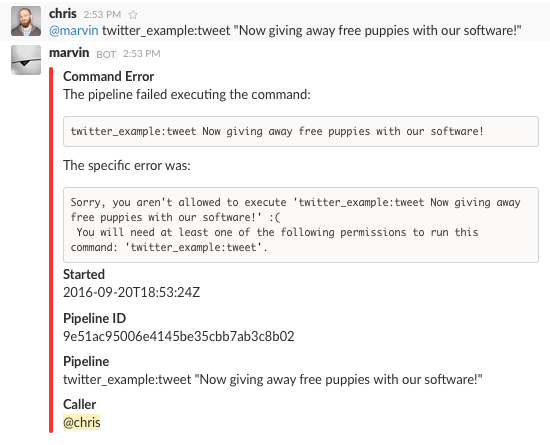 chris 2:53 PM ☆
@marvin twitter_example:tweet "Now giving away free puppies with our software!"
marvin BOT 2:53 PM
Command Error
The pipeline failed executing the command:
twitter_example:tweet Now giving away free puppies with our software!
The specific error was:
Sorry, you aren't allowed to execute 'twitter_example:tweet Now giving away
free puppies with our software!' :(
You will need at least one of the following permissions to run this
command: 'twitter_example:tweet'.
Started
2016-09-20T18:53:24Z
Pipeline ID
9e51ac95006e4145be35cbb7ab3c8b02
Pipeline
twitter_example:tweet "Now giving away free puppies with our software!"
Caller
@chris